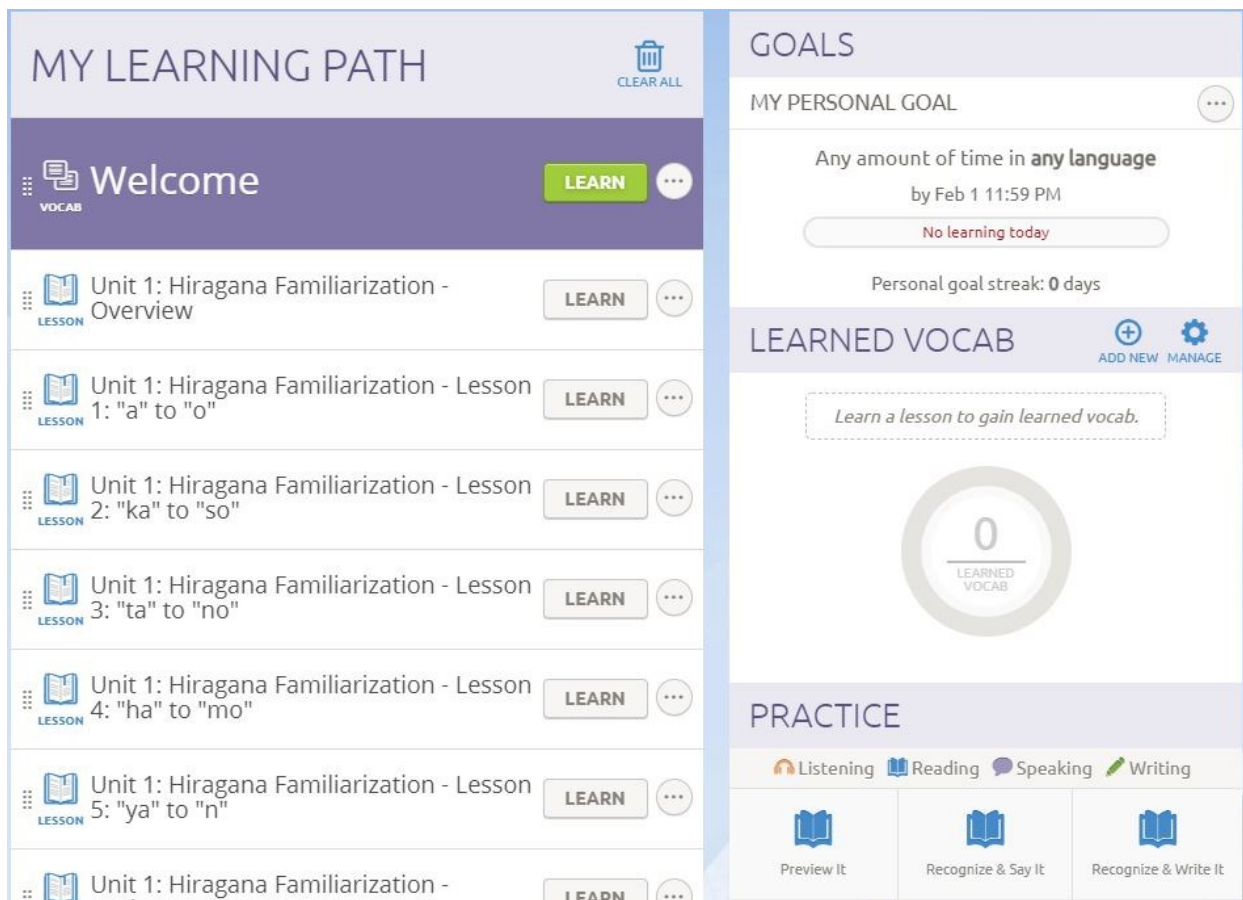 MY LEARNING PATH
CLEAR ALL
VOCAB
Welcome
LEARN
LESSON
Unit 1: Hiragana Familiarization -
Overview
LEARN
LESSON
Unit 1: Hiragana Familiarization - Lesson
1: "a" to "o"
LEARN
LESSON
Unit 1: Hiragana Familiarization - Lesson
2: "ka" to "so"
LEARN
LESSON
Unit 1: Hiragana Familiarization - Lesson
3: "ta" to "no"
LEARN
LESSON
Unit 1: Hiragana Familiarization - Lesson
4: "ha" to "mo"
LEARN
LESSON
Unit 1: Hiragana Familiarization - Lesson
5: "ya" to "n"
LEARN
Unit 1: Hiragana Familiarization -
LEARN
GOALS
MY PERSONAL GOAL
Any amount of time in any language
by Feb 1 11:59 PM
No learning today
Personal goal streak: 0 days
LEARNED VOCAB
ADD NEW
MANAGE
Learn a lesson to gain learned vocab.
0
LEARNED
VOCAB
PRACTICE
Listening Reading Speaking Writing
Preview It
Recognize & Say It
Recognize & Write It